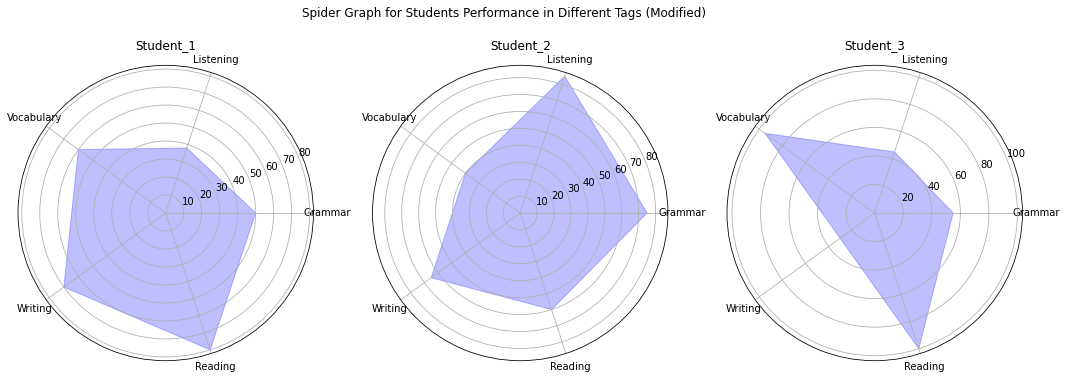 Spider Graph for Students Performance in Different Tags (Modified)
Student_1
Listening
Vocabulary
80
70
60
50
40
30
20
10
Grammar
Writing
Reading
Student_2
Listening
Vocabulary
80
70
60
50
40
30
20
10
Grammar
Writing
Reading
Student_3
Listening
Vocabulary
100
80
60
40
20
Grammar
Writing
Reading